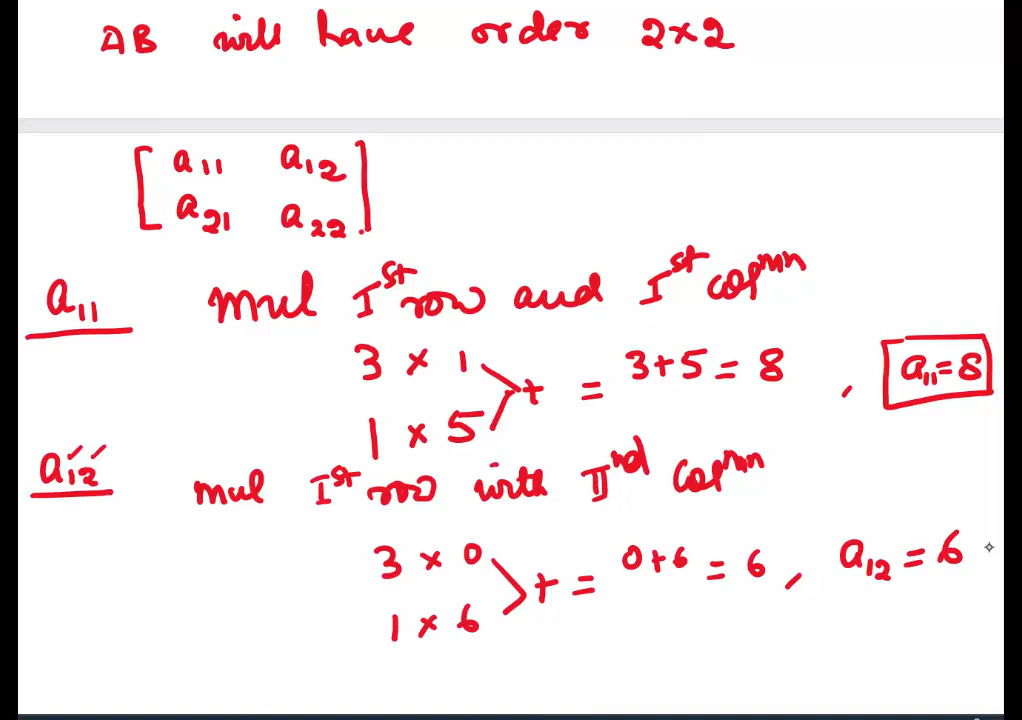 AB will have order 2×2
a11 a12
a21 a22
a11 mul Ist row and Ist colmn
3 × 1
+ = 3+5 = 8 , a11=8
1 × 5
a12 mul Ist row with IInd colmn
3 × 0
+ = 0+6 = 6 , a12 = 6
1 × 6